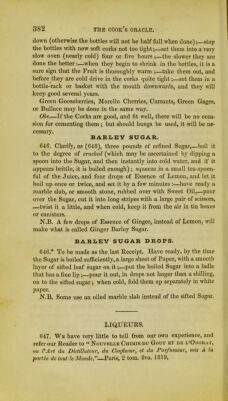 382 THE COOK'S ORACLE.
down (otherwise the bottles will not be half full when done);—stop
the bottles with new soft corks not too tight;—set them into a very
slow oven (nearly cold) four or five hours;—the slower they are
done the better:—when they begin to shrink in the bottles, it is a
sure sign that the Fruit is thoroughly warm:—take them out, and
before they are cold drive in the corks quite tight;—set them in a
bottle-rack or basket with the mouth downwards, and they will
keep good several years.
Green Gooseberries, Morello Cherries, Currants, Green Gages,
or Bullace may be done in the same way.
Obs.—If the Corks are good, and fit well, there will be no occa-
sion for cementing them; but should bungs be used, it will be ne-
cessary.
BARLEY SUGAR.
646. Clarify, as (648), three pounds of refined Sugar,—boil it
to the degree of cracked (which may be ascertained by dipping a
spoon into the Sugar, and then instantly into cold water, and if it
appears brittle, it is boiled enough); squeeze in a small tea-spoon-
ful of the Juice, and four drops of Essence of Lemon, and let it
boil up once or twice, and set it by a few minutes:—have ready a
marble slab, or smooth stone, rubbed over with Sweet Oil,—pour
over the Sugar, cut it into long stripes with a large pair of scissors,
—twist it a little, and when cold, keep it from the air in tin boxes
or canisters.
N.B. A few drops of Essence of Ginger, instead of Lemon, will
make what is called Ginger Barley Sugar.
BARLEY SUGAR DROPS.
646.* To be made as the last Receipt. Have ready, by the time
the Sugar is boiled sufficiently, a large sheet of Paper, with a smooth
layer of sifted loaf sugar on it;—put the boiled Sugar into a ladle
that has a fine lip;—pour it out, in drops not larger than a shilling,
on to the sifted sugar; when cold, fold them up separately in white
paper.
N.B. Some use an oiled marble slab instead of the sifted Sugar.
LIQUEURS.
647. We have very little to tell from our own experience, and
refer our Reader to "Nouvelle Chimie du Gout et de l'Odorat,
ou l'Art du Distillateur, du Confiseur, et du Parfumeur, mis à la
portée de tout le Monde,"—Paris, 2 tom. 8vo. 1819.